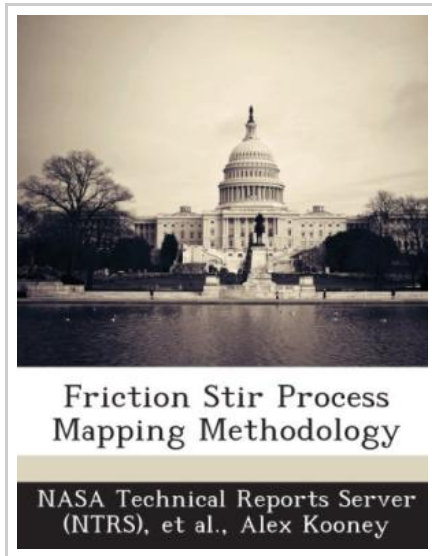 Friction Stir Process
Mapping Methodology
NASA Technical Reports Server
(NTRS), et al., Alex Kooney